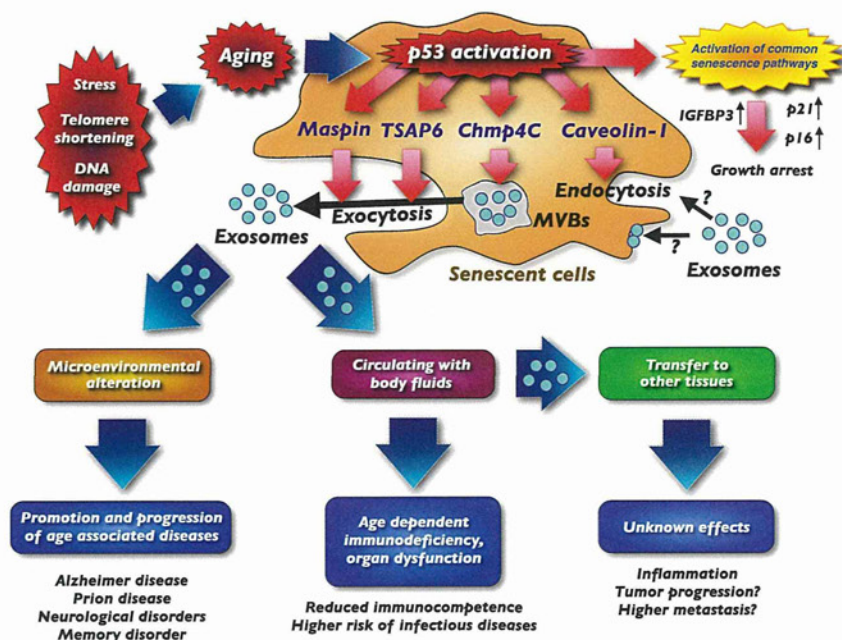 Stress
Telomere
shortening
DNA
damage
Aging
p53 activation
Activation of common
senescence pathways
Maspin
TSAP6
Chmp4C
Caveolin-1
IGFBP3↑
p21↑
p16↑
Growth arrest
Exosomes
Exocytosis
MVBs
Endocytosis
?
?
Exosomes
Senescent cells
Microenvironmental
alteration
Circulating with
body fluids
Transfer to
other tissues
Promotion and progression
of age associated diseases
Age dependent
immunodeficiency,
organ dysfunction
Unknown effects
Alzheimer disease
Prion disease
Neurological disorders
Memory disorder
Reduced immunocompetence
Higher risk of infectious diseases
Inflammation
Tumor progression?
Higher metastasis?